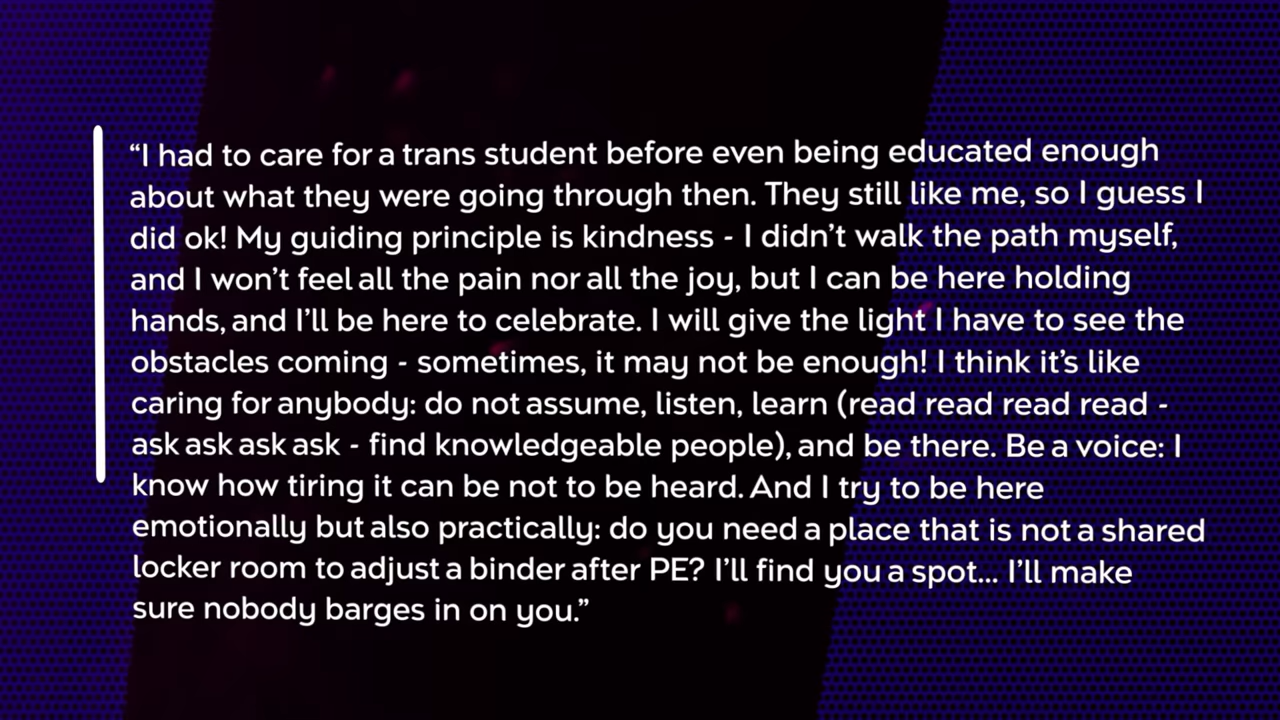 “I had to care for a trans student before even being educated enough
about what they were going through then. They still like me, so I guess I
did ok! My guiding principle is kindness - I didn’t walk the path myself,
and I won’t feel all the pain nor all the joy, but I can be here holding
hands, and I’ll be here to celebrate. I will give the light I have to see the
obstacles coming - sometimes, it may not be enough! I think it’s like
caring for anybody: do not assume, listen, learn (read read read read -
ask ask ask ask - find knowledgeable people), and be there. Be a voice: I
know how tiring it can be not to be heard. And I try to be here
emotionally but also practically: do you need a place that is not a shared
locker room to adjust a binder after PE? I’ll find you a spot... I’ll make
sure nobody barges in on you.”